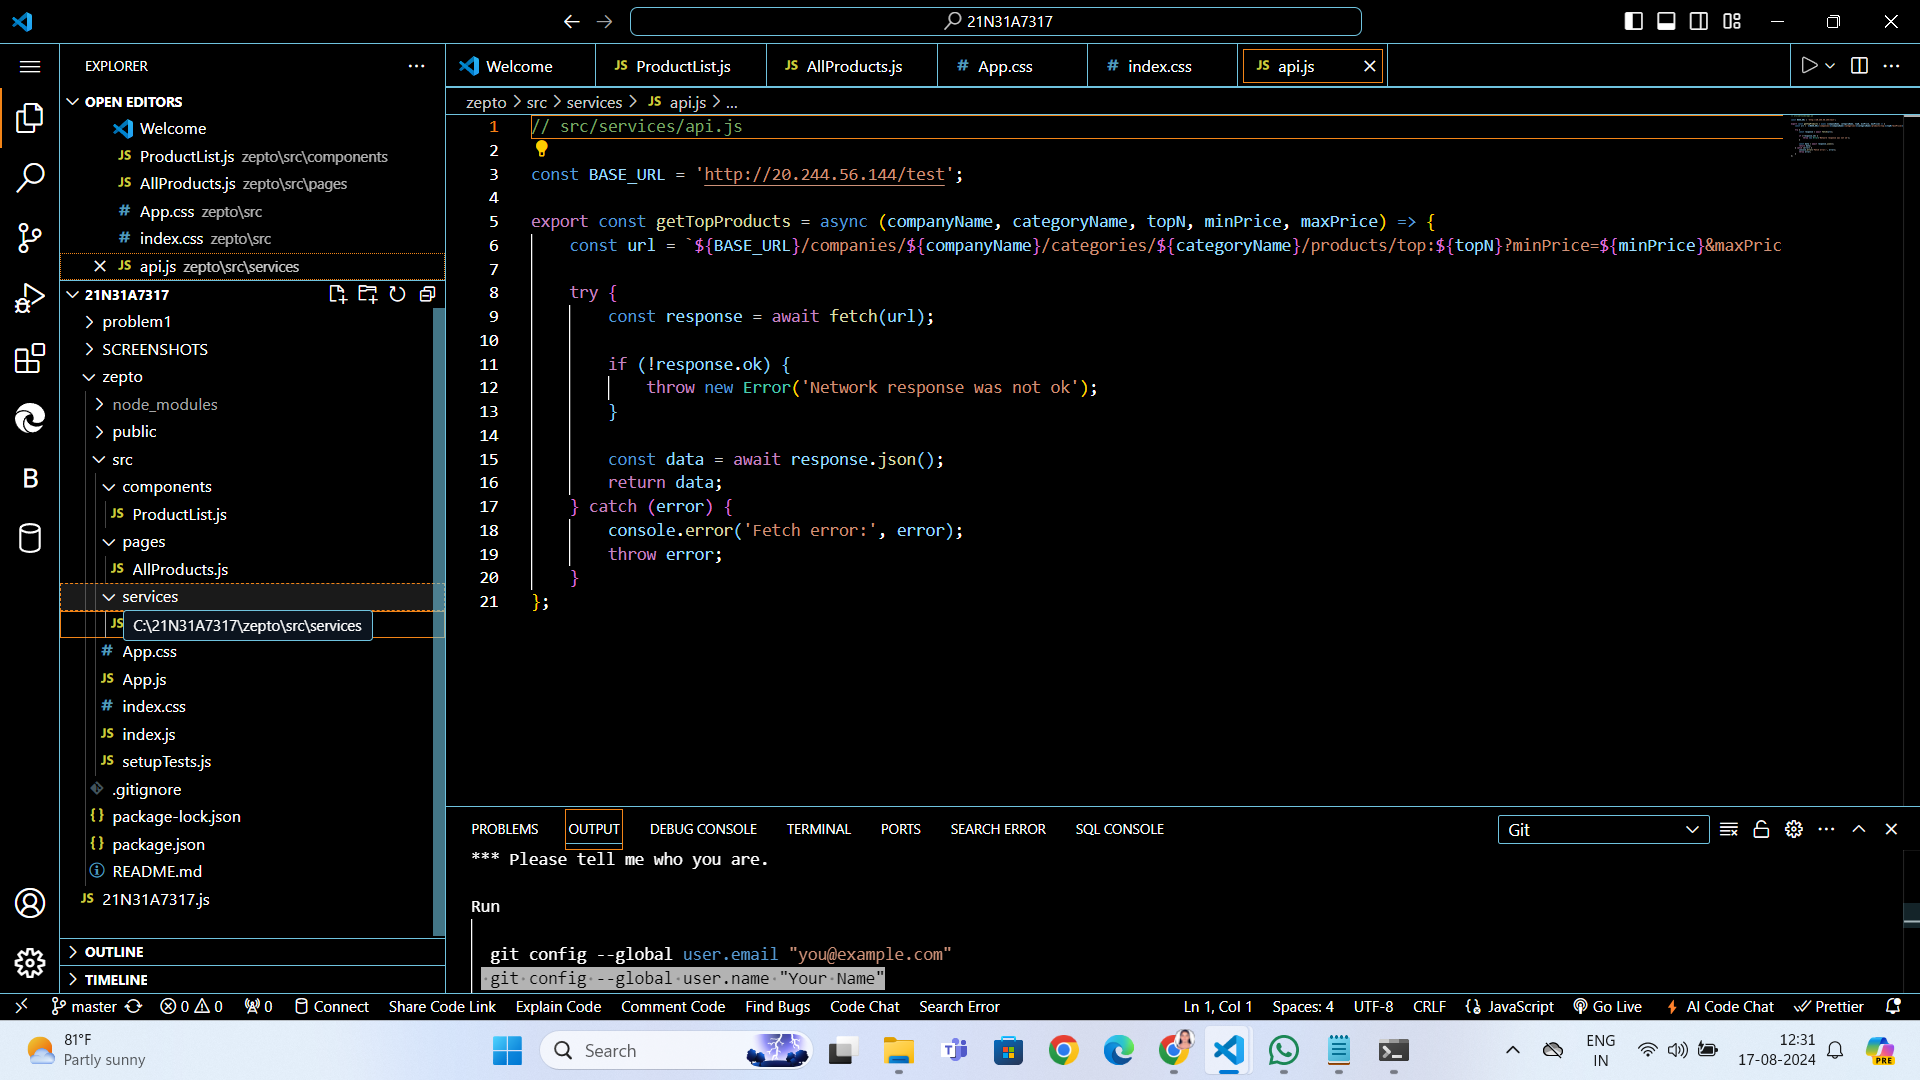 21N31A7317
EXPLORER
OPEN EDITORS
Welcome
ProductList.js zepto\src\components
AllProducts.js zepto\src\pages
App.css zepto\src
index.css zepto\src
api.js zepto\src\services
21N31A7317
problem1
SCREENSHOTS
zepto
node_modules
public
src
components
JS ProductList.js
pages
JS AllProducts.js
services
JS C:\21N31A7317\zepto\src\services
# App.css
JS App.js
# index.css
JS index.js
JS setupTests.js
.gitignore
{} package-lock.json
{} package.json
README.md
JS 21N31A7317.js
OUTLINE
TIMELINE
Welcome
JS ProductList.js
JS AllProducts.js
# App.css
# index.css
JS api.js
zepto > src > services > JS api.js > ...
1 // src/services/api.js
2
3 const BASE_URL = 'http://20.244.56.144/test';
4
5 export const getTopProducts = async (companyName, categoryName, topN, minPrice, maxPrice) => {
6 const url = `${BASE_URL}/companies/${companyName}/categories/${categoryName}/products/top:${topN}?minPrice=${minPrice}&maxPric
7
8 try {
9 const response = await fetch(url);
10
11 if (!response.ok) {
12 throw new Error('Network response was not ok');
13 }
14
15 const data = await response.json();
16 return data;
17 } catch (error) {
18 console.error('Fetch error:', error);
19 throw error;
20 }
21 };
PROBLEMS OUTPUT DEBUG CONSOLE TERMINAL PORTS SEARCH ERROR SQL CONSOLE
Git
*** Please tell me who you are.
Run
git config --global user.email "you@example.com"
git config --global user.name "Your Name"
master 0 0 0 Connect Share Code Link Explain Code Comment Code Find Bugs Code Chat Search Error
Ln 1, Col 1 Spaces: 4 UTF-8 CRLF {} JavaScript Go Live AI Code Chat Prettier
81°F
Partly sunny
Search
ENG
IN
12:31
17-08-2024
PRE